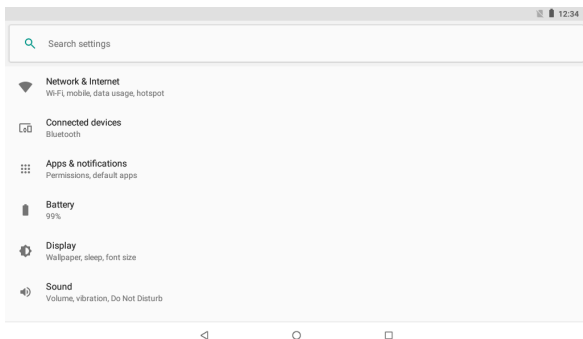 12:34
Search settings
Network & Internet
Wi-Fi, mobile, data usage, hotspot
Connected devices
Bluetooth
Apps & notifications
Permissions, default apps
Battery
99%
Display
Wallpaper, sleep, font size
Sound
Volume, vibration, Do Not Disturb